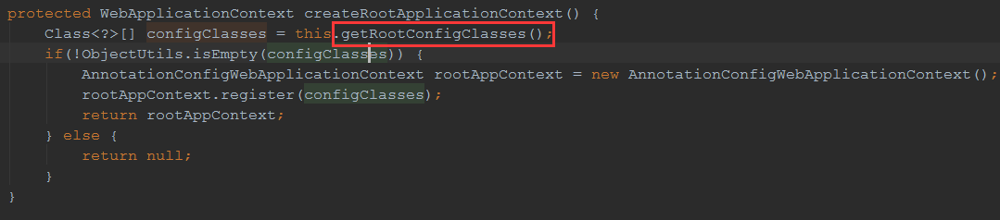 protected WebApplicationContext createRootApplicationContext() {
    Class<?>[] configClasses = this.getRootConfigClasses();
    if(!ObjectUtils.isEmpty(configClasses)) {
        AnnotationConfigWebApplicationContext rootAppContext = new AnnotationConfigWebApplicationContext();
        rootAppContext.register(configClasses);
        return rootAppContext;
    } else {
        return null;
    }
}